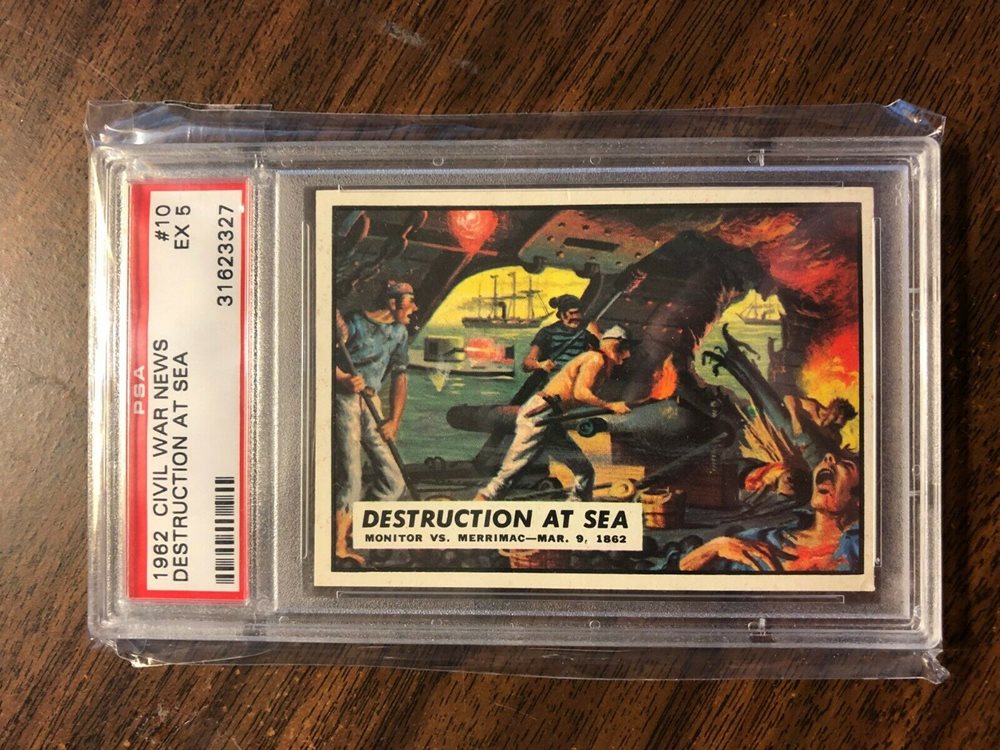 PSA
1962 CIVIL WAR NEWS #10
DESTRUCTION AT SEA EX 5
31623327
DESTRUCTION AT SEA
MONITOR VS. MERRIMAC—MAR. 9, 1862